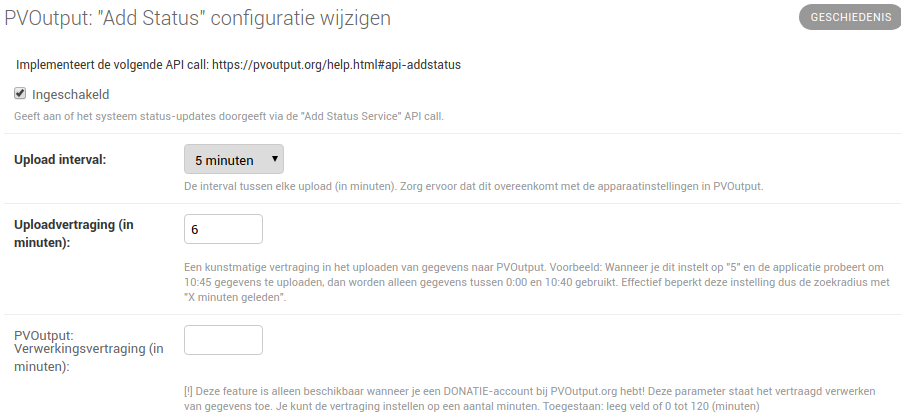 PVOutput: "Add Status" configuratie wijzigen
GESCHIEDENIS
Implementeert de volgende API call: https://pvoutput.org/help.html#api-addstatus
Ingeschakeld
Geeft aan of het systeem status-updates doorgeeft via de "Add Status Service" API call.
Upload interval:
5 minuten
De interval tussen elke upload (in minuten). Zorg ervoor dat dit overeenkomt met de apparaatinstellingen in PVOutput.
Uploadvertraging (in
minuten):
6
Een kunstmatige vertraging in het uploaden van gegevens naar PVOutput. Voorbeeld: Wanneer je dit instelt op "5" en de applicatie probeert om
10:45 gegevens te uploaden, dan worden alleen gegevens tussen 0:00 en 10:40 gebruikt. Effectief beperkt deze instelling dus de zoekradius met
"X minuten geleden".
PVOutput:
Verwerkingsvertraging (in
minuten):
[!] Deze feature is alleen beschikbaar wanneer je een DONATIE-account bij PVOutput.org hebt! Deze parameter staat het vertraagd verwerken
van gegevens toe. Je kunt de vertraging instellen op een aantal minuten. Toegestaan: leeg veld of 0 tot 120 (minuten)